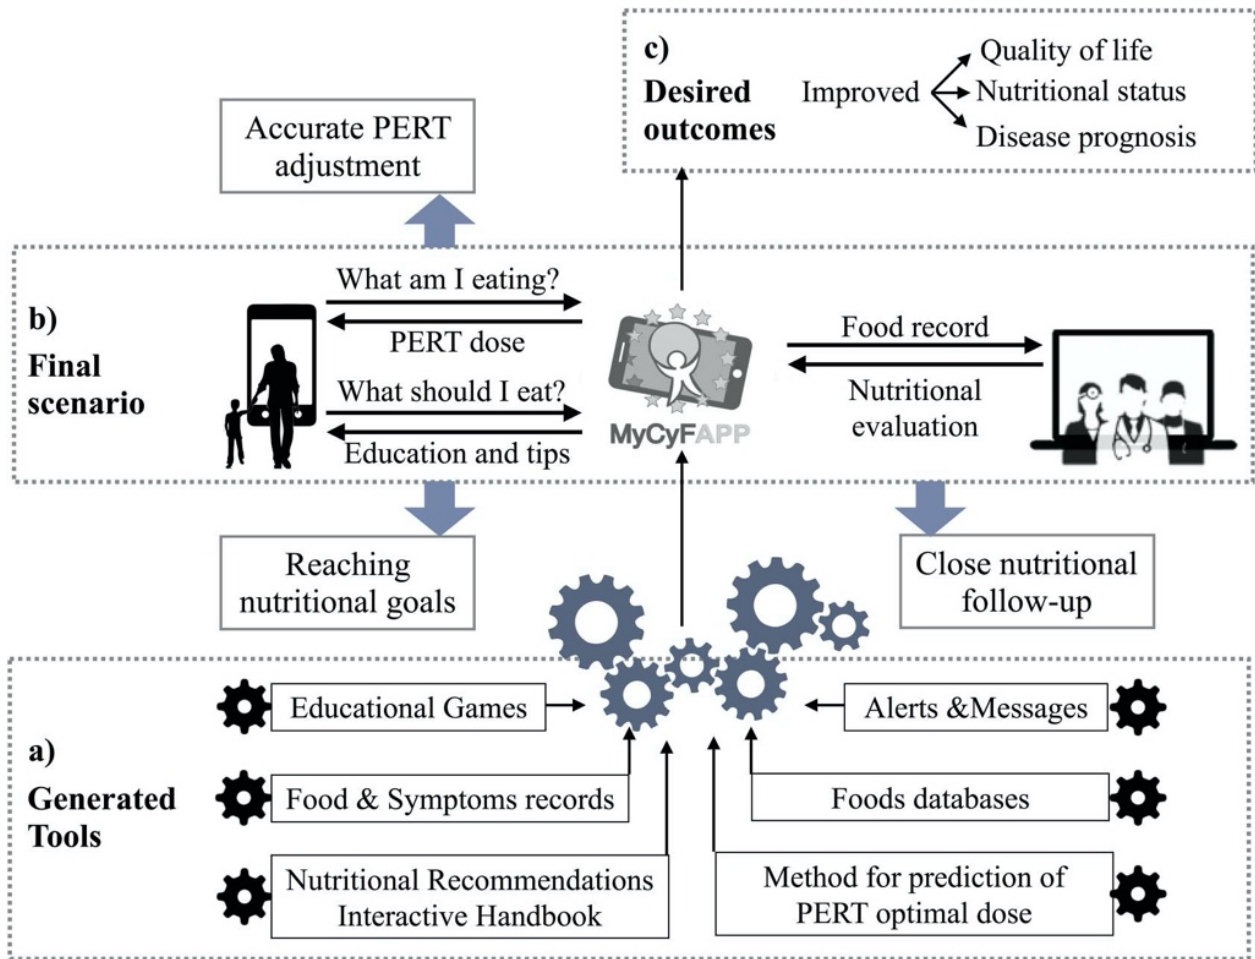 c)
Desired
outcomes
Improved
Quality of life
Nutritional status
Disease prognosis
Accurate PERT
adjustment
b)
Final
scenario
What am I eating?
PERT dose
What should I eat?
Education and tips
MyCyFAPP
Food record
Nutritional
evaluation
Reaching
nutritional goals
Close nutritional
follow-up
a)
Generated
Tools
Educational Games
Food & Symptoms records
Nutritional Recommendations
Interactive Handbook
Alerts &Messages
Foods databases
Method for prediction of
PERT optimal dose